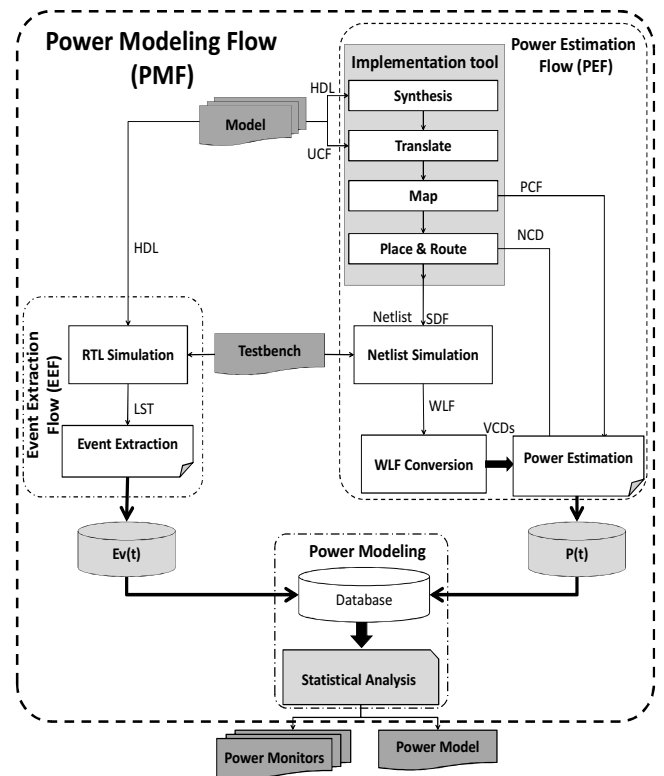 Power Modeling Flow
(PMF)
Power Estimation
Flow (PEF)
Implementation tool
HDL
Synthesis
Model
UCF
Translate
Map
PCF
Place & Route
NCD
HDL
Netlist
SDF
Event Extraction
Flow (EEF)
RTL Simulation
Testbench
Netlist Simulation
LST
WLF
Event Extraction
WLF Conversion
VCDs
Power Estimation
Ev(t)
P(t)
Power Modeling
Database
Statistical Analysis
Power Monitors
Power Model